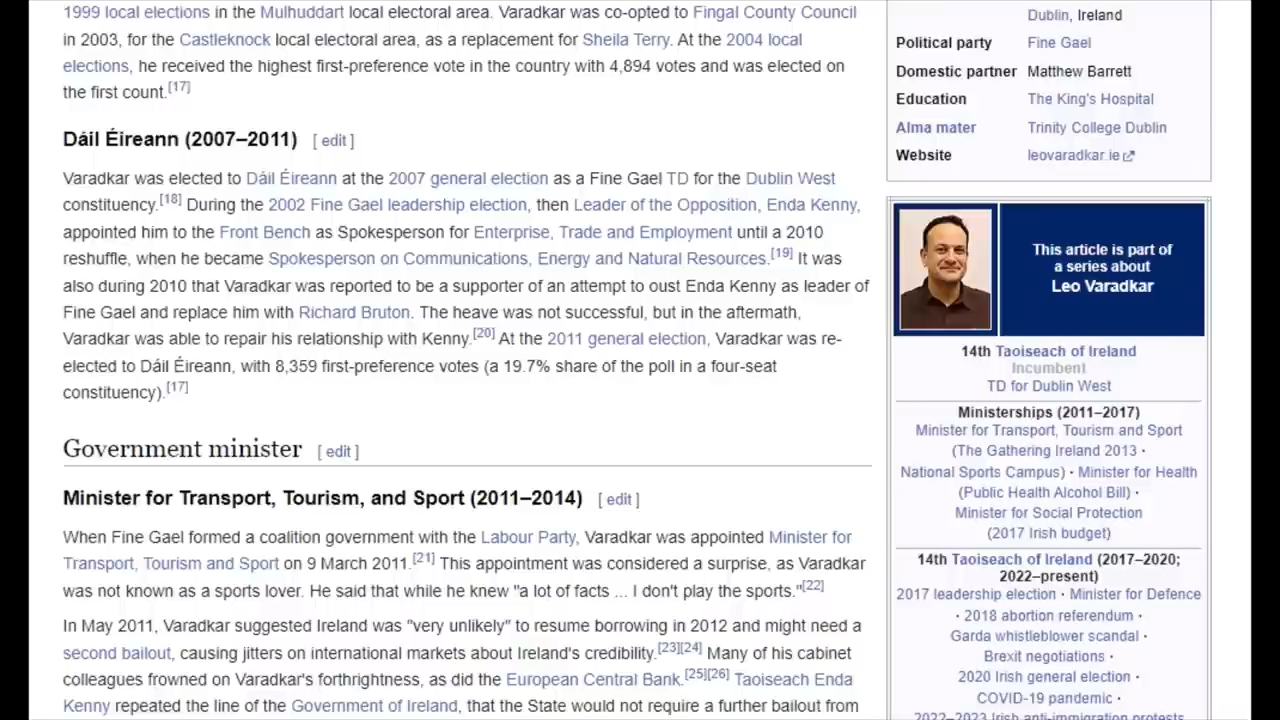 1999 local elections in the Mulhuddart local electoral area. Varadkar was co-opted to Fingal County Council
in 2003, for the Castleknock local electoral area, as a replacement for Sheila Terry. At the 2004 local
elections, he received the highest first-preference vote in the country with 4,894 votes and was elected on
the first count.[17]
Dáil Éireann (2007–2011) [ edit ]
Varadkar was elected to Dáil Éireann at the 2007 general election as a Fine Gael TD for the Dublin West
constituency.[18] During the 2002 Fine Gael leadership election, then Leader of the Opposition, Enda Kenny,
appointed him to the Front Bench as Spokesperson for Enterprise, Trade and Employment until a 2010
reshuffle, when he became Spokesperson on Communications, Energy and Natural Resources.[19] It was
also during 2010 that Varadkar was reported to be a supporter of an attempt to oust Enda Kenny as leader of
Fine Gael and replace him with Richard Bruton. The heave was not successful, but in the aftermath,
Varadkar was able to repair his relationship with Kenny.[20] At the 2011 general election, Varadkar was re-
elected to Dáil Éireann, with 8,359 first-preference votes (a 19.7% share of the poll in a four-seat
constituency).[17]
Government minister [ edit ]
Minister for Transport, Tourism, and Sport (2011–2014) [ edit ]
When Fine Gael formed a coalition government with the Labour Party, Varadkar was appointed Minister for
Transport, Tourism and Sport on 9 March 2011.[21] This appointment was considered a surprise, as Varadkar
was not known as a sports lover. He said that while he knew "a lot of facts ... I don't play the sports."[22]
In May 2011, Varadkar suggested Ireland was "very unlikely" to resume borrowing in 2012 and might need a
second bailout, causing jitters on international markets about Ireland's credibility.[23][24] Many of his cabinet
colleagues frowned on Varadkar's forthrightness, as did the European Central Bank.[25][26] Taoiseach Enda
Kenny repeated the line of the Government of Ireland, that the State would not require a further bailout from
Dublin, Ireland
Political party Fine Gael
Domestic partner Matthew Barrett
Education The King's Hospital
Alma mater Trinity College Dublin
Website leovaradkar.ie
This article is part of
a series about
Leo Varadkar
14th Taoiseach of Ireland
Incumbent
TD for Dublin West
Ministerships (2011–2017)
Minister for Transport, Tourism and Sport
(The Gathering Ireland 2013 ·
National Sports Campus) · Minister for Health
(Public Health Alcohol Bill) ·
Minister for Social Protection
(2017 Irish budget)
14th Taoiseach of Ireland (2017–2020;
2022–present)
2017 leadership election · Minister for Defence
· 2018 abortion referendum ·
Garda whistleblower scandal ·
Brexit negotiations ·
2020 Irish general election ·
COVID-19 pandemic ·
2022–2023 Irish anti-immigration protests